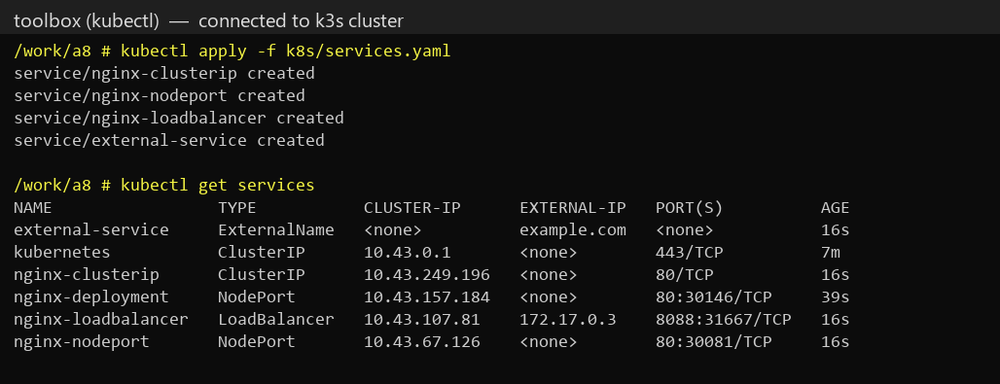 toolbox (kubectl) — connected to k3s cluster
/work/a8 # kubectl apply -f k8s/services.yaml
service/nginx-clusterip created
service/nginx-nodeport created
service/nginx-loadbalancer created
service/external-service created
/work/a8 # kubectl get services
NAME                 TYPE           CLUSTER-IP      EXTERNAL-IP   PORT(S)          AGE
external-service     ExternalName   <none>          example.com   <none>           16s
kubernetes           ClusterIP      10.43.0.1       <none>        443/TCP          7m
nginx-clusterip      ClusterIP      10.43.249.196   <none>        80/TCP           16s
nginx-deployment     NodePort       10.43.157.184   <none>        80:30146/TCP     39s
nginx-loadbalancer   LoadBalancer   10.43.107.81    172.17.0.3    8088:31667/TCP   16s
nginx-nodeport       NodePort       10.43.67.126    <none>        80:30081/TCP     16s